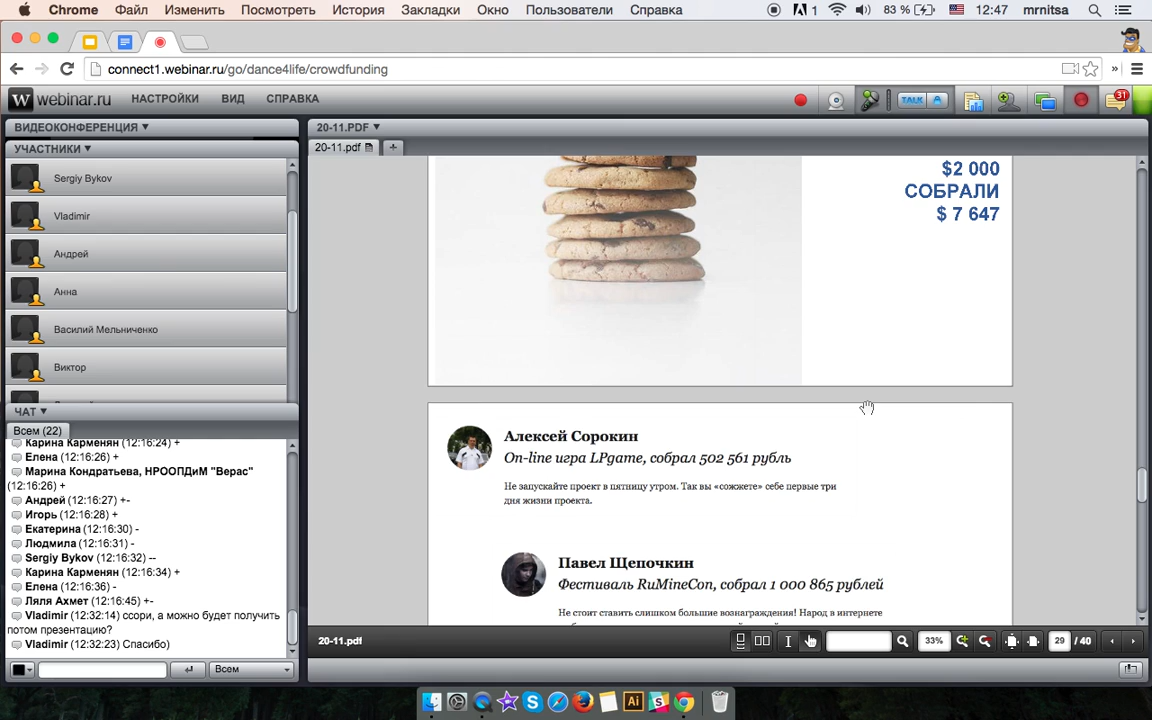 Chrome Файл Изменить Посмотреть История Закладки Окно Пользователи Справка 1 83 % 12:47 mrnitsa
connect1.webinar.ru/go/dance4life/crowdfunding »
W webinar.ru НАСТРОЙКИ ВИД СПРАВКА TALK 31
ВИДЕОКОНФЕРЕНЦИЯ
УЧАСТНИКИ
Sergiy Bykov
Vladimir
Андрей
Анна
Василий Мельниченко
Виктор
ЧАТ
Всем (22)
Карина Карменян (12:16:24) +
Елена (12:16:26) +
Марина Кондратьева, НРООПДиМ "Верас"
(12:16:26) +
Андрей (12:16:27) +-
Игорь (12:16:28) +
Екатерина (12:16:30) -
Людмила (12:16:31) -
Sergiy Bykov (12:16:32) --
Карина Карменян (12:16:34) +
Елена (12:16:36) -
Ляля Ахмет (12:16:45) +-
Vladimir (12:32:14) ссори, а можно будет получить
потом презентацию?
Vladimir (12:32:23) Спасибо)
Всем
20-11.PDF
20-11.pdf +
$2 000
СОБРАЛИ
$ 7 647
Алексей Сорокин
On-line игра LPgame, собрал 502 561 рубль
Не запускайте проект в пятницу утром. Так вы «сожжете» себе первые три
дня жизни проекта.
Павел Щепочкин
Фестиваль RuMineCon, собрал 1 000 865 рублей
Не стоит ставить слишком большие вознаграждения! Народ в интернете
20-11.pdf 33% 29 / 40
Ai